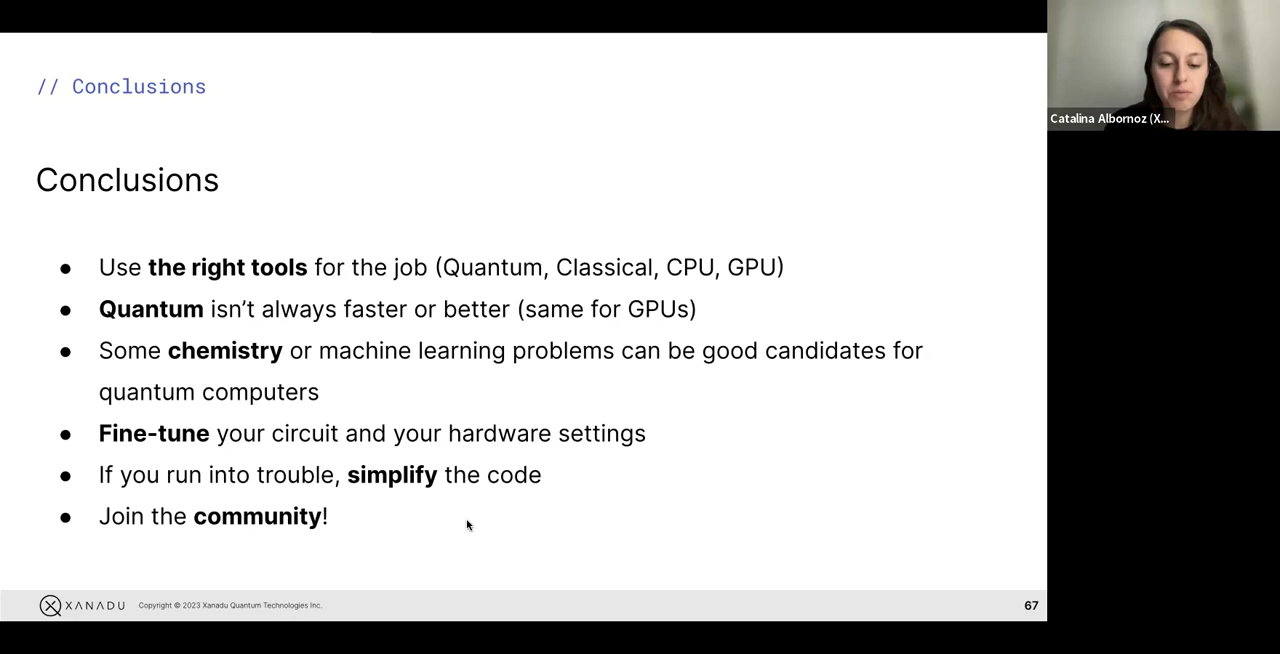 // Conclusions
Catalina Albornoz (X...
Conclusions
● Use the right tools for the job (Quantum, Classical, CPU, GPU)
● Quantum isn’t always faster or better (same for GPUs)
● Some chemistry or machine learning problems can be good candidates for
quantum computers
● Fine-tune your circuit and your hardware settings
● If you run into trouble, simplify the code
● Join the community!
XANADU Copyright © 2023 Xanadu Quantum Technologies Inc. 67